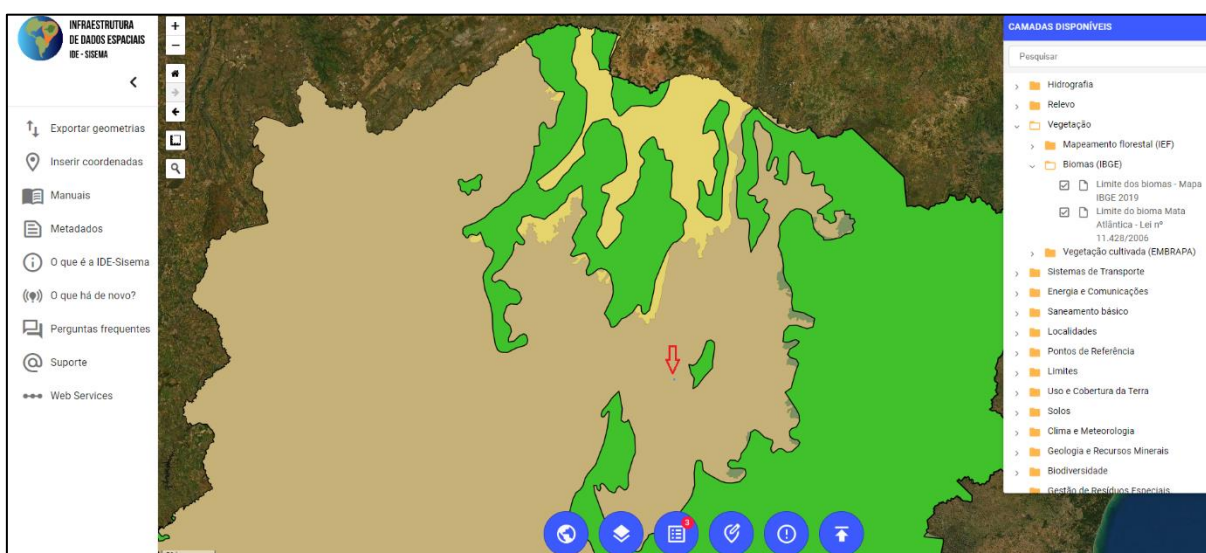 INFRAESTRUTURA
DE DADOS ESPACIAIS
IDE - SISEMA
Exportar geometrias
Inserir coordenadas
Manuais
Metadados
O que é a IDE-Sisema
O que há de novo?
Perguntas frequentes
Suporte
Web Services
3
CAMADAS DISPONÍVEIS
Pesquisar
Hidrografia
Relevo
Vegetação
Mapeamento florestal (IEF)
Biomas (IBGE)
Limite dos biomas - Mapa
IBGE 2019
Limite do bioma Mata
Atlântica - Lei nº
11.428/2006
Vegetação cultivada (EMBRAPA)
Sistemas de Transporte
Energia e Comunicações
Saneamento básico
Localidades
Pontos de Referência
Limites
Uso e Cobertura da Terra
Solos
Clima e Meteorologia
Geologia e Recursos Minerais
Biodiversidade
Gestão de Resíduos Especiais